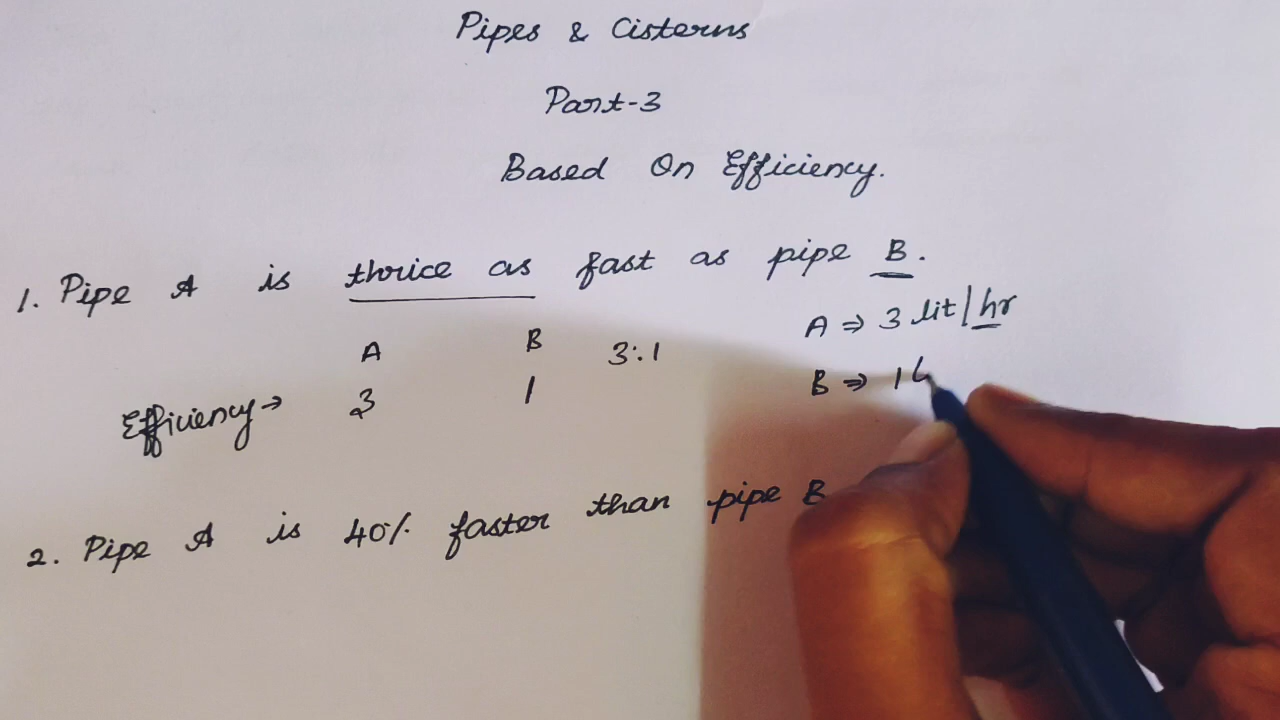 Pipes & Cisterns
Part-3
Based On Efficiency.
1. Pipe A is thrice as fast as pipe B.
A B 3:1 A ⇒ 3 lit/hr
Efficiency → 3 1 B ⇒ 1 l
2. Pipe A is 40% faster than pipe B